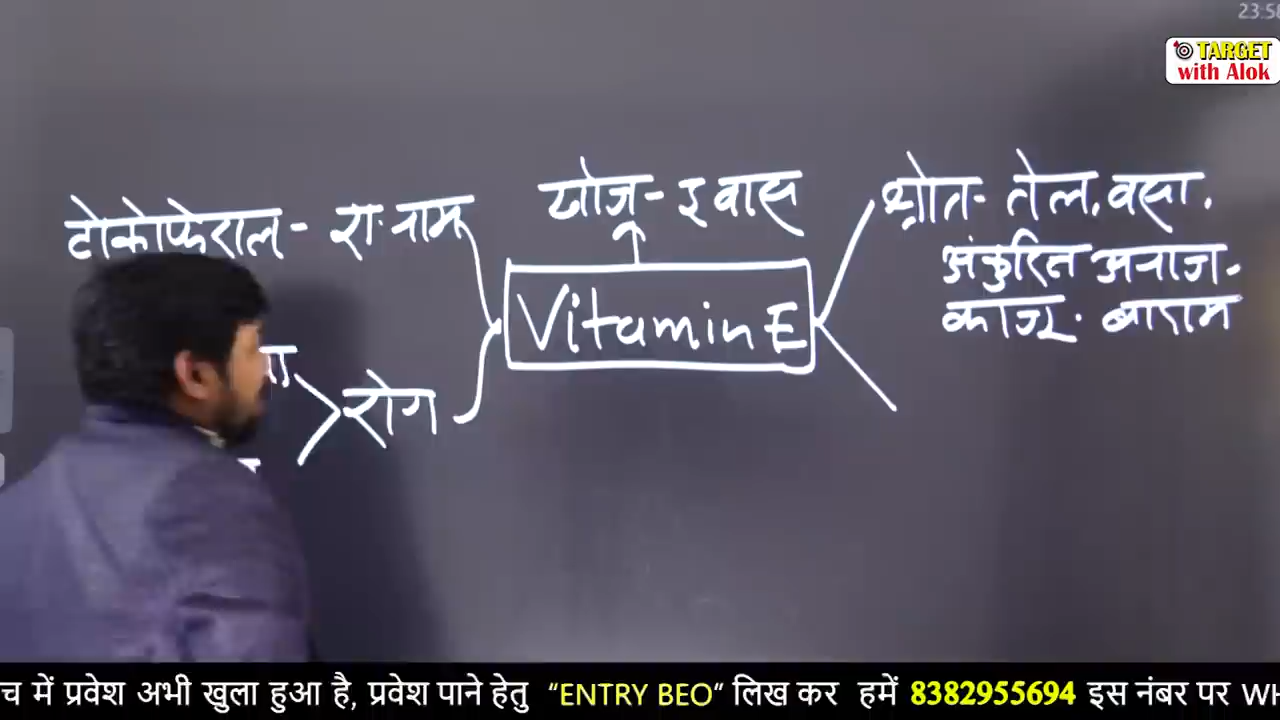 23:58
TARGET
with Alok
टोकोफेराल - रा. नाम
खोज - इवास
श्रोत - तेल, वसा,
अंकुरित अनाज.
काजू. बादाम
Vitamin E
रोग
च में प्रवेश अभी खुला हुआ है, प्रवेश पाने हेतु “ENTRY BEO“ लिख कर हमें 8382955694 इस नंबर पर WH